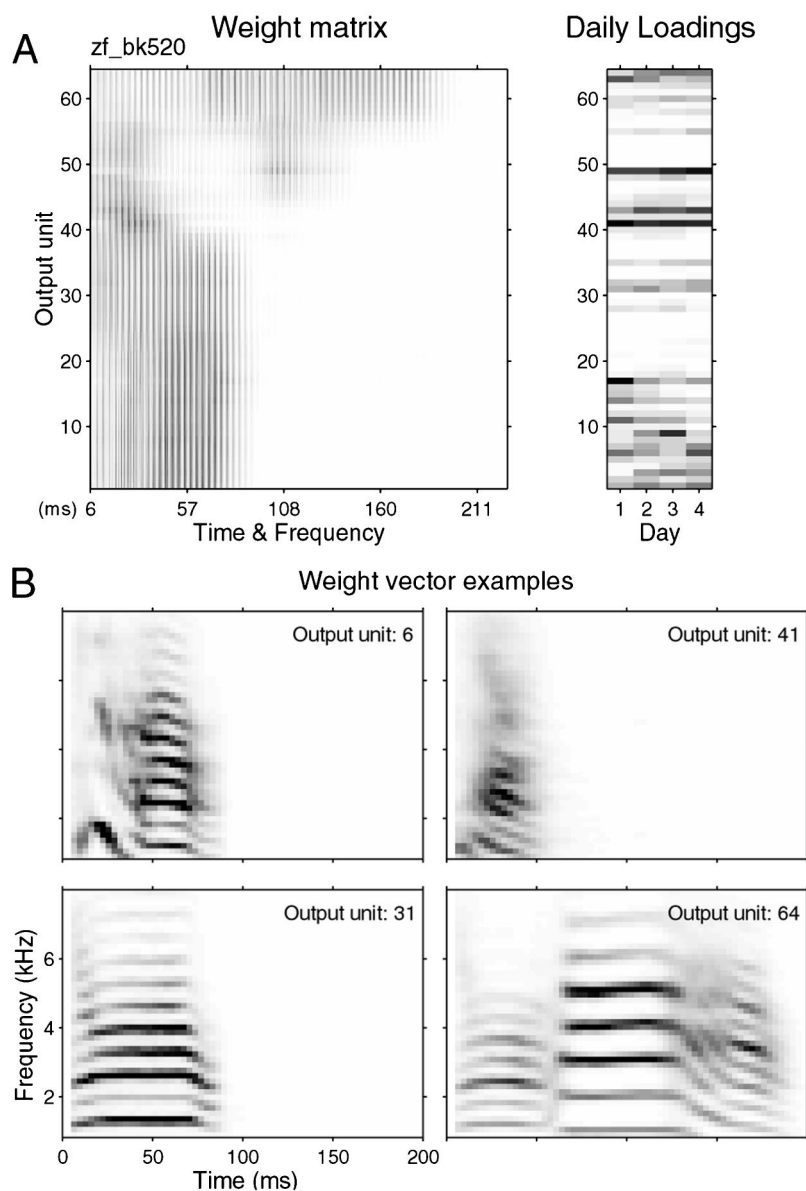 A
zf_bk520
Weight matrix
Daily Loadings
Output unit
60
50
40
30
20
10
(ms) 6 57 108 160 211
Time & Frequency
60
50
40
30
20
10
1 2 3 4
Day
B
Weight vector examples
Output unit: 6
Output unit: 41
Output unit: 31
Output unit: 64
Frequency (kHz)
6
4
2
0 50 100 150 200
Time (ms)